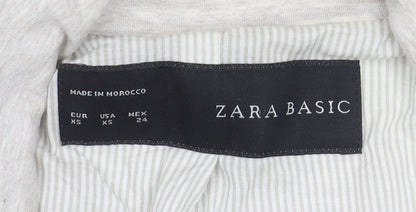 MADE IN MOROCCO
EUR USA MEX
XS XS 24
ZARA BASIC